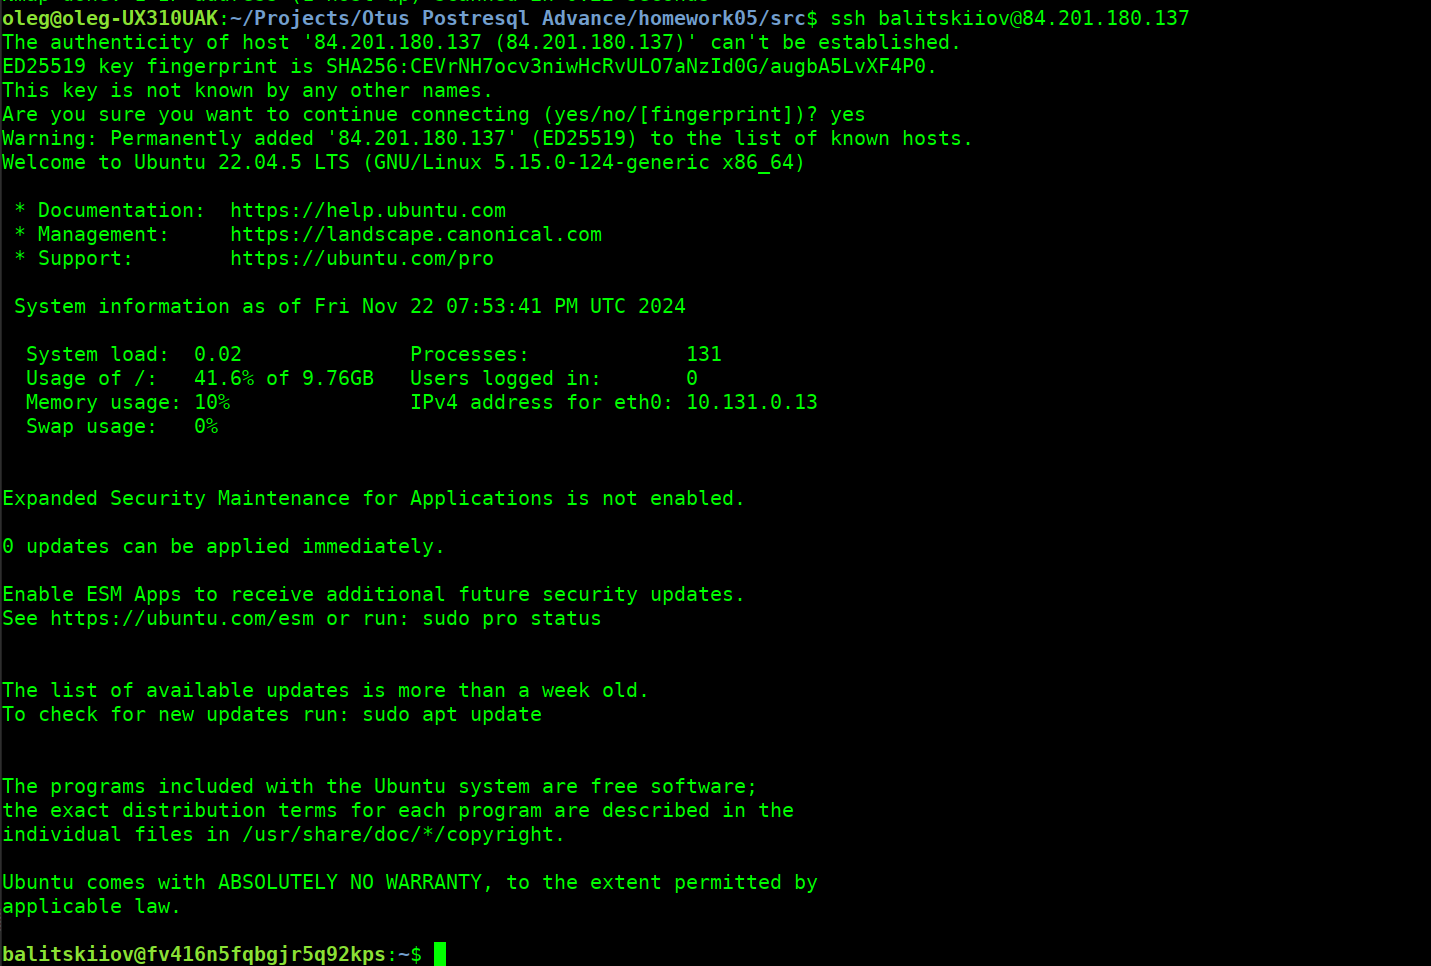 oleg@oleg-UX310UAK:~/Projects/Otus Postresql Advance/homework05/src$ ssh balitskiiov@84.201.180.137
The authenticity of host '84.201.180.137 (84.201.180.137)' can't be established.
ED25519 key fingerprint is SHA256:CEVrNH7ocv3niwHcRvULO7aNzId0G/augbA5LvXF4P0.
This key is not known by any other names.
Are you sure you want to continue connecting (yes/no/[fingerprint])? yes
Warning: Permanently added '84.201.180.137' (ED25519) to the list of known hosts.
Welcome to Ubuntu 22.04.5 LTS (GNU/Linux 5.15.0-124-generic x86_64)
* Documentation:  https://help.ubuntu.com
* Management:     https://landscape.canonical.com
* Support:        https://ubuntu.com/pro
System information as of Fri Nov 22 07:53:41 PM UTC 2024
System load:  0.02              Processes:             131
Usage of /:   41.6% of 9.76GB   Users logged in:       0
Memory usage: 10%               IPv4 address for eth0: 10.131.0.13
Swap usage:   0%
Expanded Security Maintenance for Applications is not enabled.
0 updates can be applied immediately.
Enable ESM Apps to receive additional future security updates.
See https://ubuntu.com/esm or run: sudo pro status
The list of available updates is more than a week old.
To check for new updates run: sudo apt update
The programs included with the Ubuntu system are free software;
the exact distribution terms for each program are described in the
individual files in /usr/share/doc/*/copyright.
Ubuntu comes with ABSOLUTELY NO WARRANTY, to the extent permitted by
applicable law.
balitskiiov@fv416n5fqbgjr5q92kps:~$